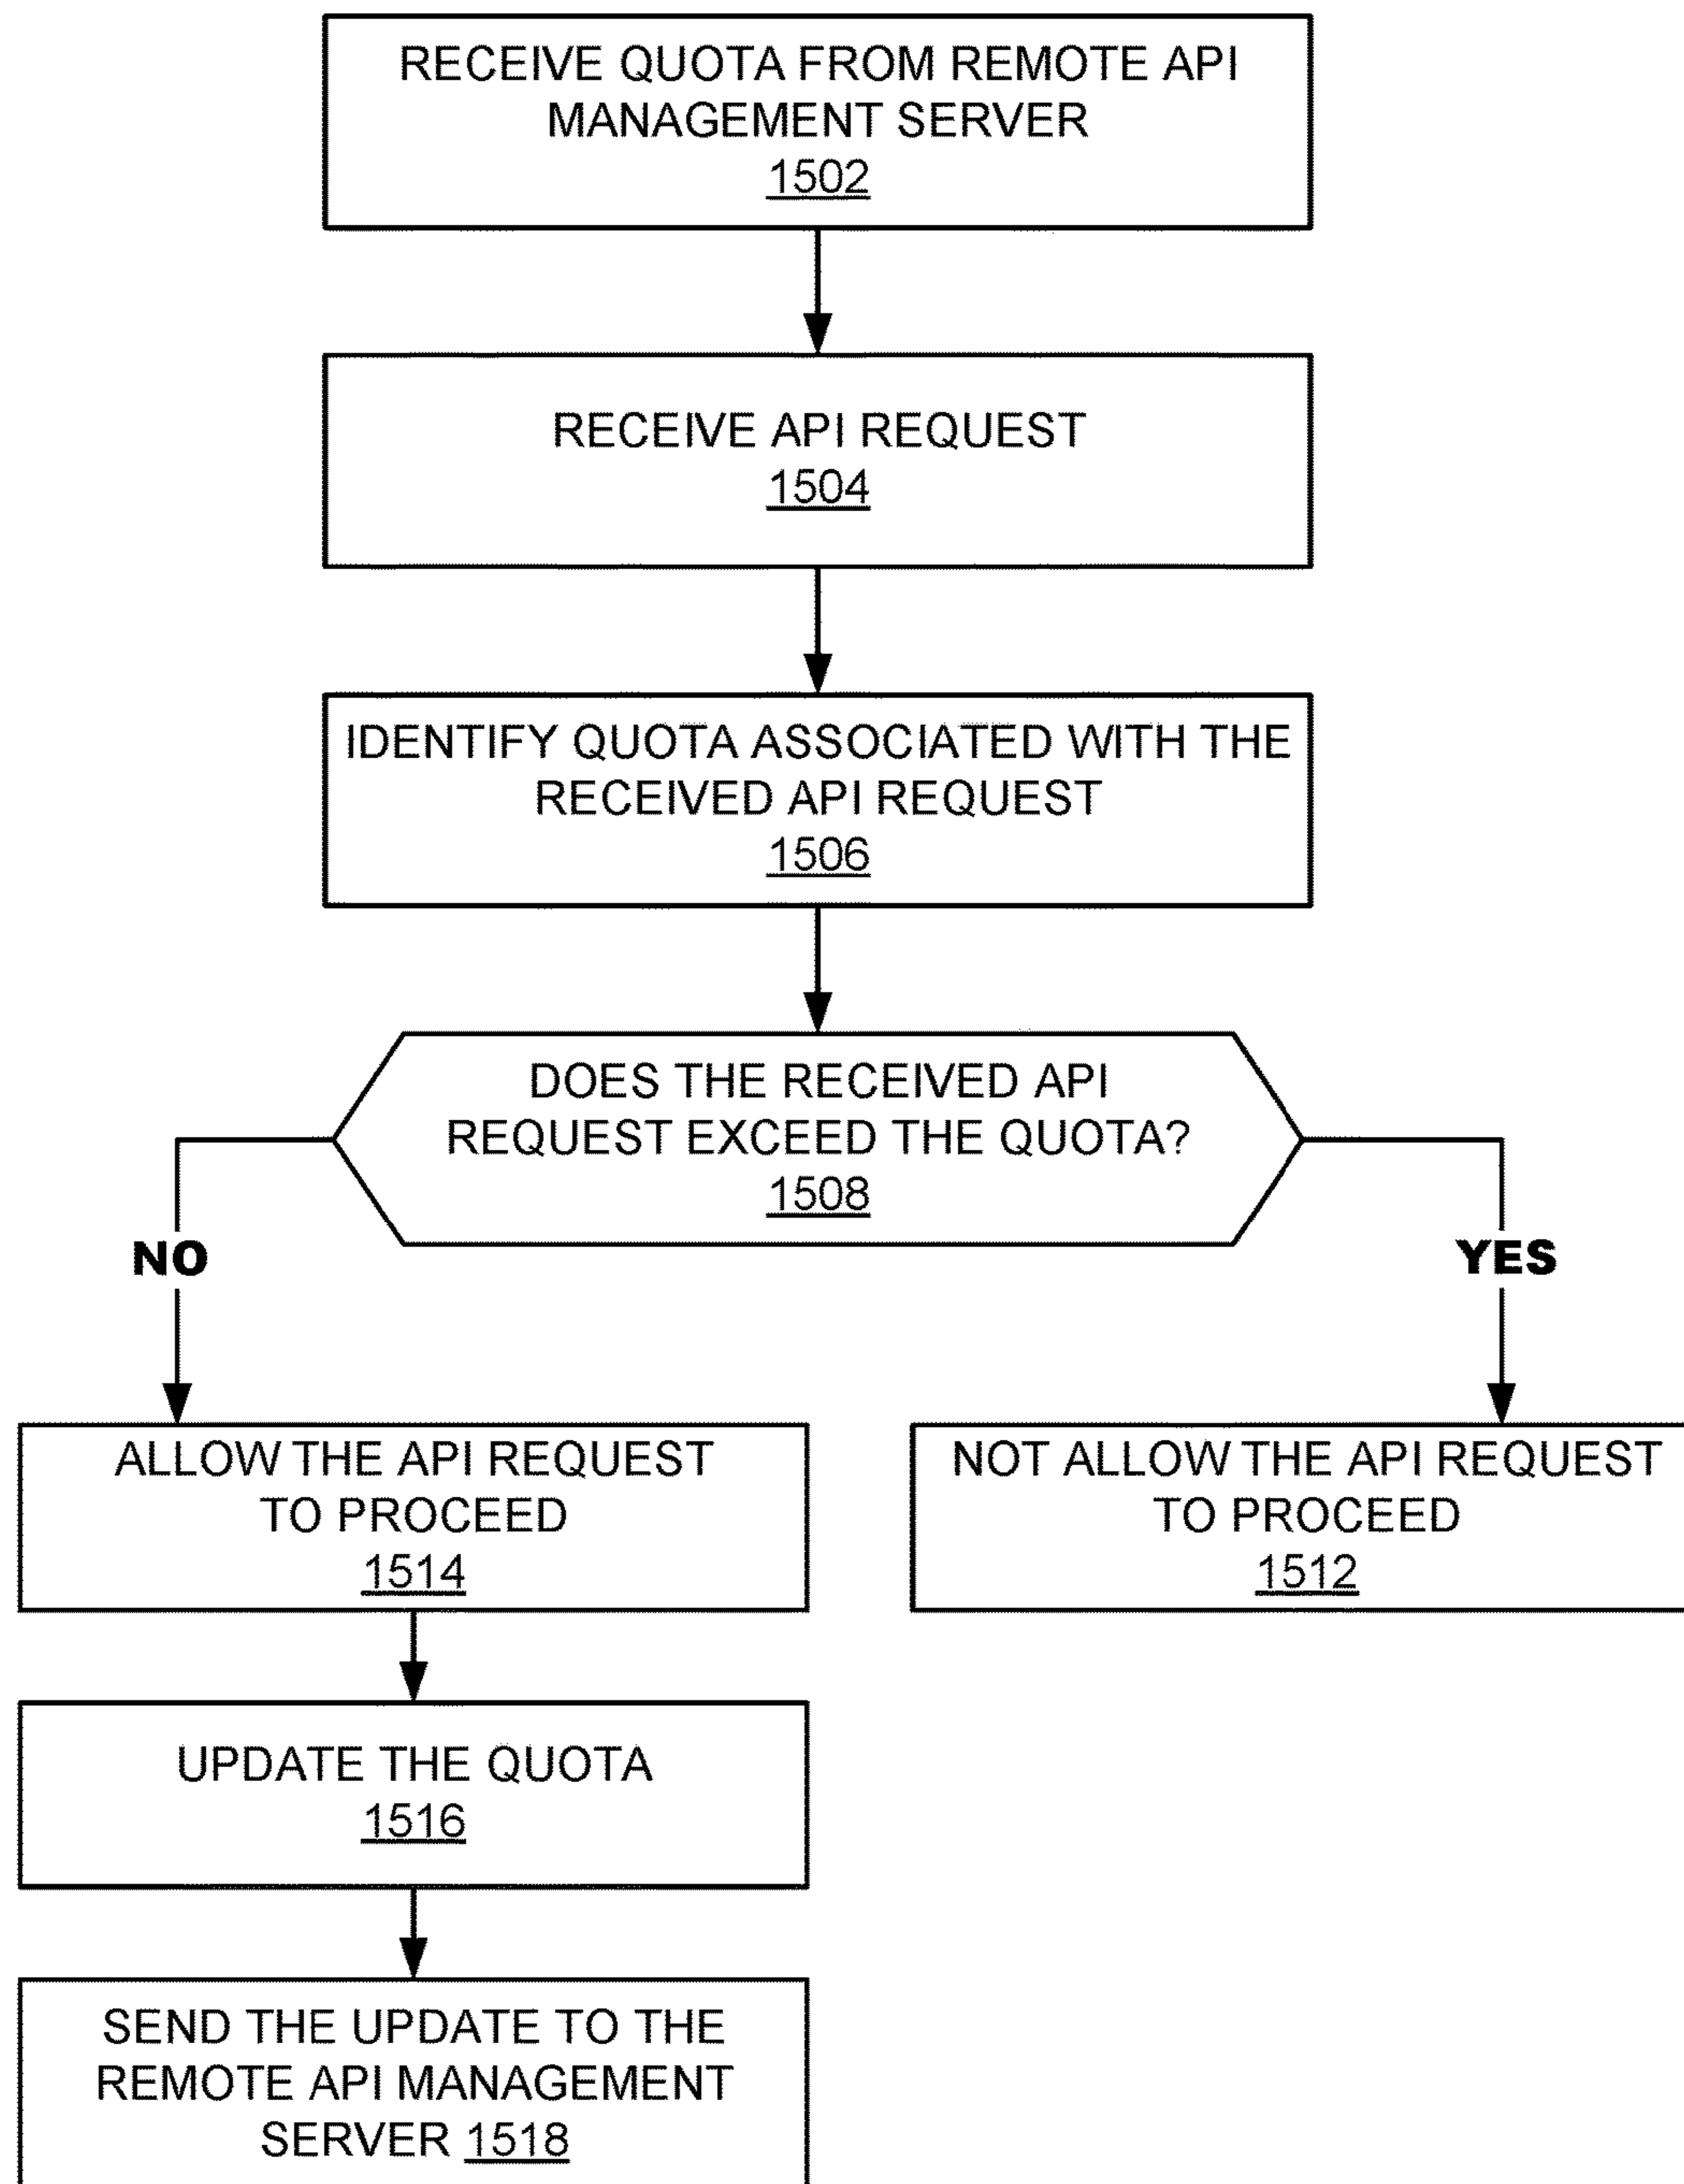 RECEIVE QUOTA FROM REMOTE API
MANAGEMENT SERVER
1502
RECEIVE API REQUEST
1504
IDENTIFY QUOTA ASSOCIATED WITH THE
RECEIVED API REQUEST
1506
DOES THE RECEIVED API
REQUEST EXCEED THE QUOTA?
1508
NO
YES
ALLOW THE API REQUEST
TO PROCEED
1514
NOT ALLOW THE API REQUEST
TO PROCEED
1512
UPDATE THE QUOTA
1516
SEND THE UPDATE TO THE
REMOTE API MANAGEMENT
SERVER 1518